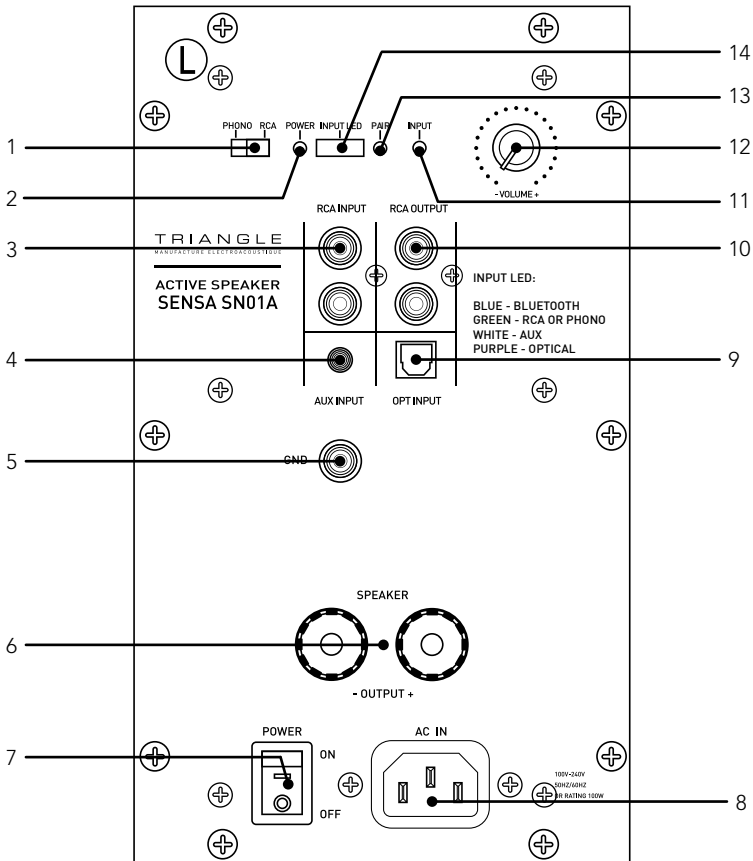 L
14
13
PHONO RCA POWER INPUT LED PAIR INPUT
1
12
2
- VOLUME +
11
RCA INPUT RCA OUTPUT
3
10
TRIANGLE
MANUFACTURE ELECTROACOUSTIQUE
ACTIVE SPEAKER
SENSA SN01A
INPUT LED:
BLUE - BLUETOOTH
GREEN - RCA OR PHONO
WHITE - AUX
PURPLE - OPTICAL
4
9
AUX INPUT OPT INPUT
5
GND
SPEAKER
6
- OUTPUT +
POWER AC IN
7
ON
OFF
100V-240V
50HZ/60HZ
OR RATING 100W
8